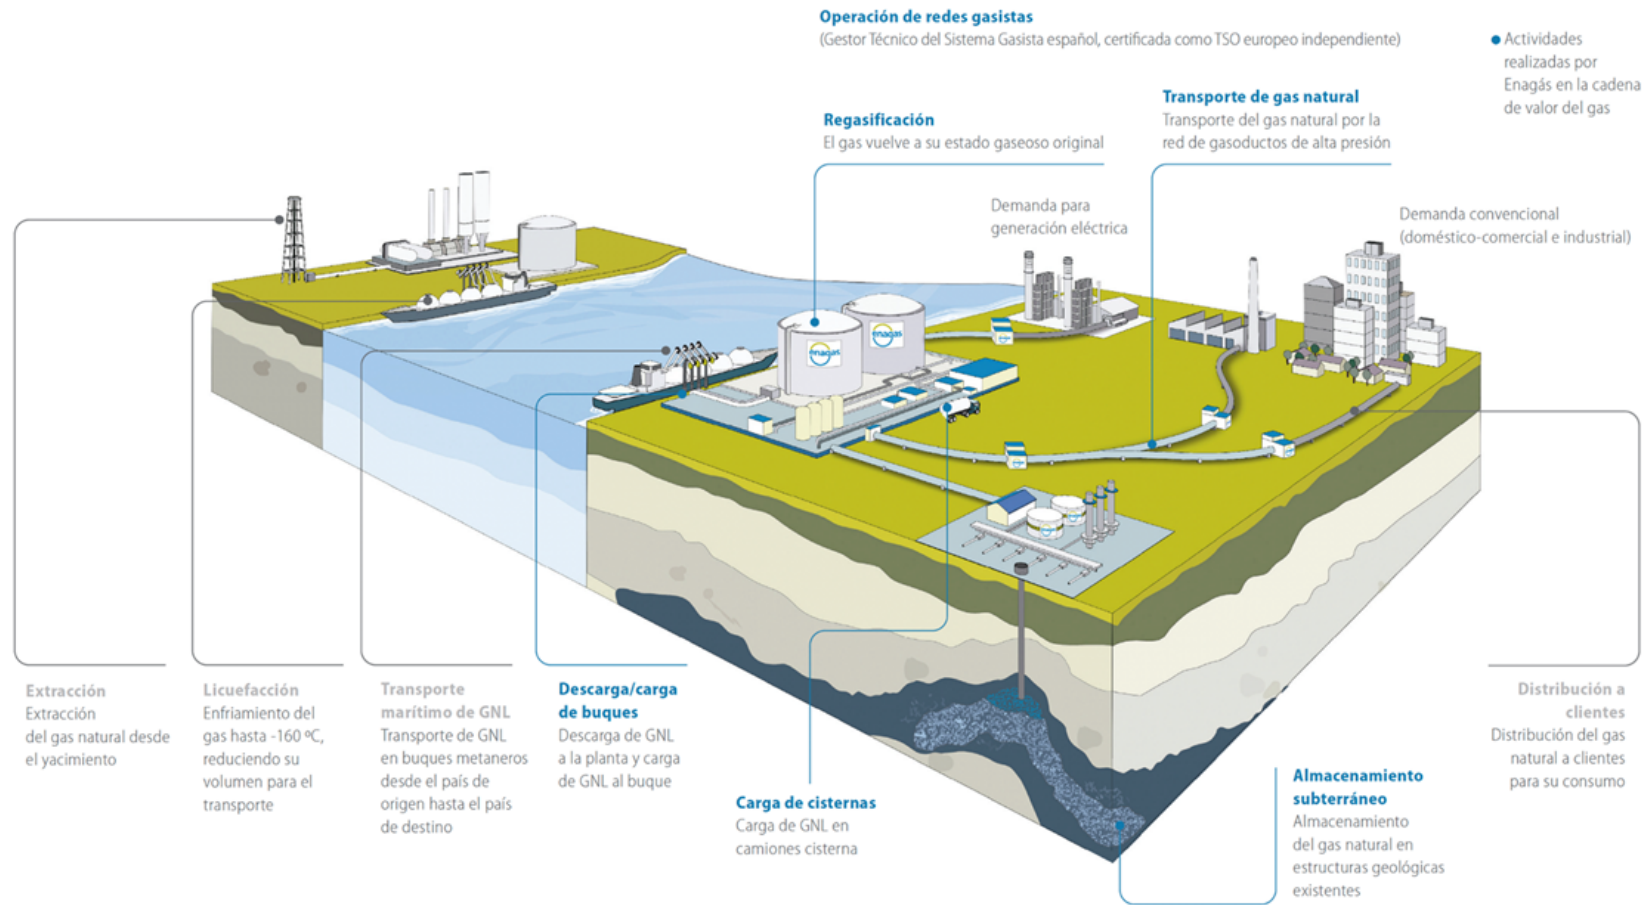 Operación de redes gasistas
(Gestor Técnico del Sistema Gasista español, certificada como TSO europeo independiente)
Actividades
realizadas por
Enagás en la cadena
de valor del gas
Transporte de gas natural
Transporte del gas natural por la
red de gasoductos de alta presión
Regasificación
El gas vuelve a su estado gaseoso original
Demanda para
generación eléctrica
Demanda convencional
(doméstico-comercial e industrial)
enagas
enagas
Extracción
Extracción
del gas natural desde
el yacimiento
Licuefacción
Enfriamiento del
gas hasta -160 ºC,
reduciendo su
volumen para el
transporte
Transporte
marítimo de GNL
Transporte de GNL
en buques metaneros
desde el país de
origen hasta el país
de destino
Descarga/carga
de buques
Descarga de GNL
a la planta y carga
de GNL al buque
Carga de cisternas
Carga de GNL en
camiones cisterna
Almacenamiento
subterráneo
Almacenamiento
del gas natural en
estructuras geológicas
existentes
Distribución a
clientes
Distribución del gas
natural a clientes
para su consumo